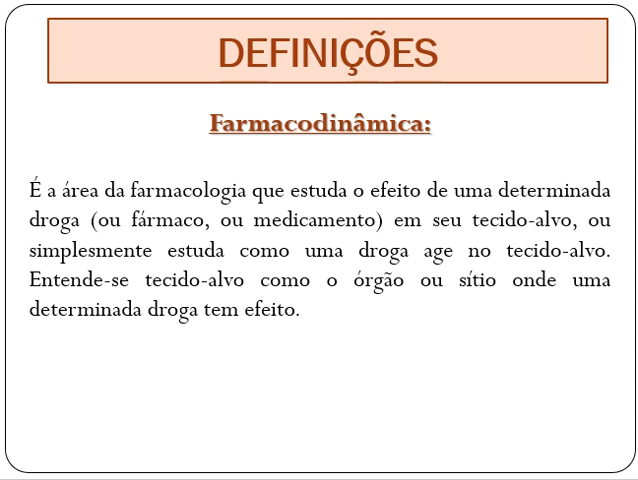 DEFINIÇÕES
Farmacodinâmica:
É a área da farmacologia que estuda o efeito de uma determinada
droga (ou fármaco, ou medicamento) em seu tecido-alvo, ou
simplesmente estuda como uma droga age no tecido-alvo.
Entende-se tecido-alvo como o órgão ou sítio onde uma
determinada droga tem efeito.